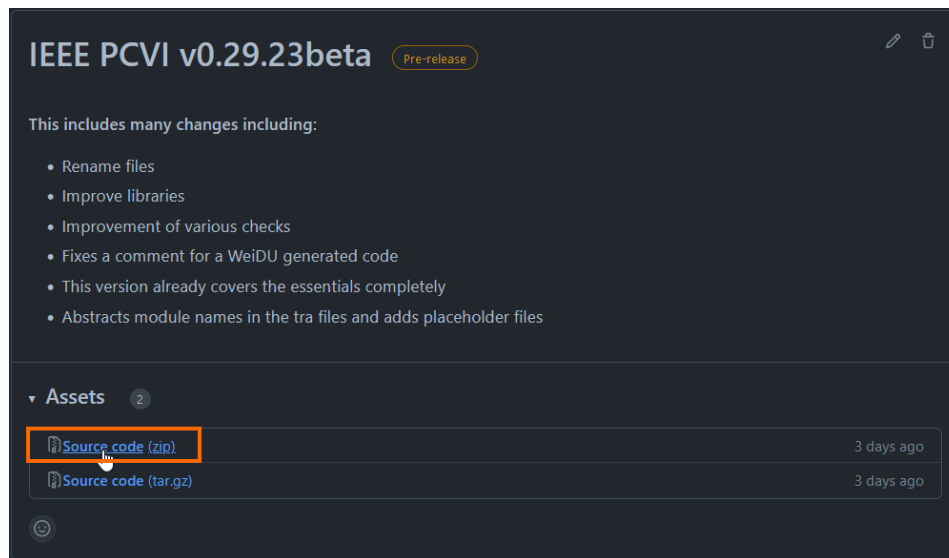 IEEE PCVI v0.29.23beta Pre-release
This includes many changes including:
Rename files
Improve libraries
Improvement of various checks
Fixes a comment for a WeiDU generated code
This version already covers the essentials completely
Abstracts module names in the tra files and adds placeholder files
Assets 2
Source code (zip) 3 days ago
Source code (tar.gz) 3 days ago